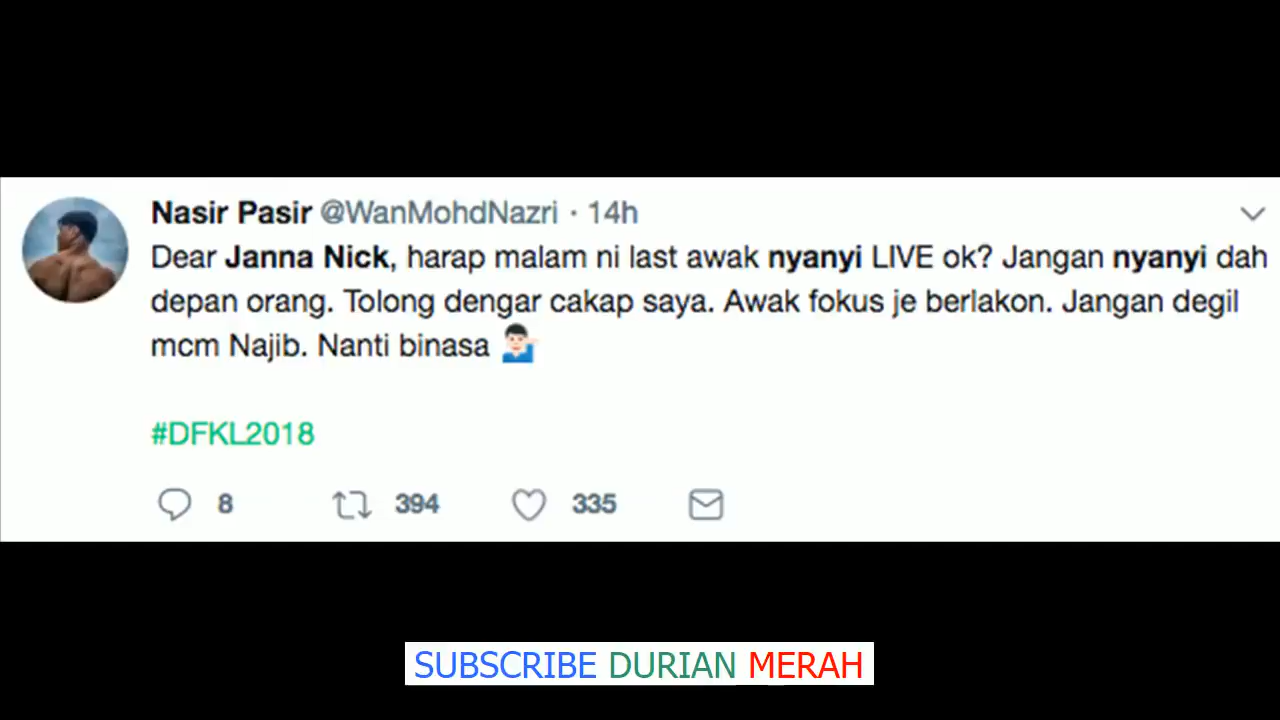 Nasir Pasir @WanMohdNazri · 14h
Dear Janna Nick, harap malam ni last awak nyanyi LIVE ok? Jangan nyanyi dah
depan orang. Tolong dengar cakap saya. Awak fokus je berlakon. Jangan degil
mcm Najib. Nanti binasa 💁🏻‍♂️
#DFKL2018
8 394 335
SUBSCRIBE DURIAN MERAH